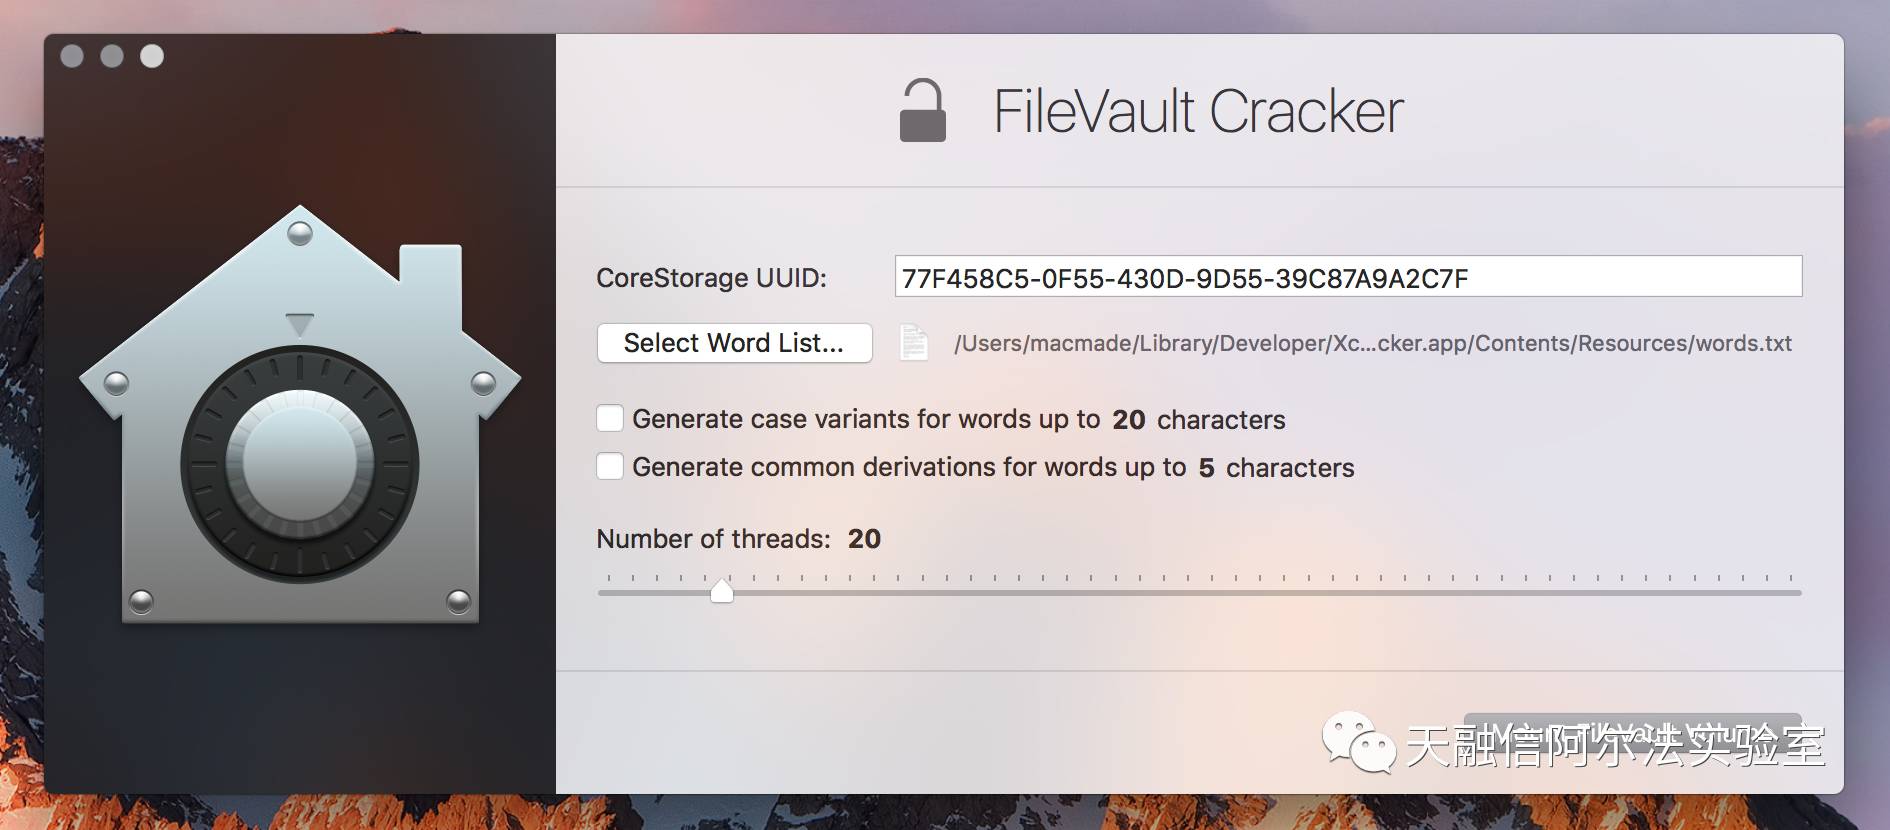 FileVault Cracker
CoreStorage UUID: 77F458C5-0F55-430D-9D55-39C87A9A2C7F
Select Word List... /Users/macmade/Library/Developer/Xc...cker.app/Contents/Resources/words.txt
Generate case variants for words up to 20 characters
Generate common derivations for words up to 5 characters
Number of threads: 20
天融信阿尔法实验室